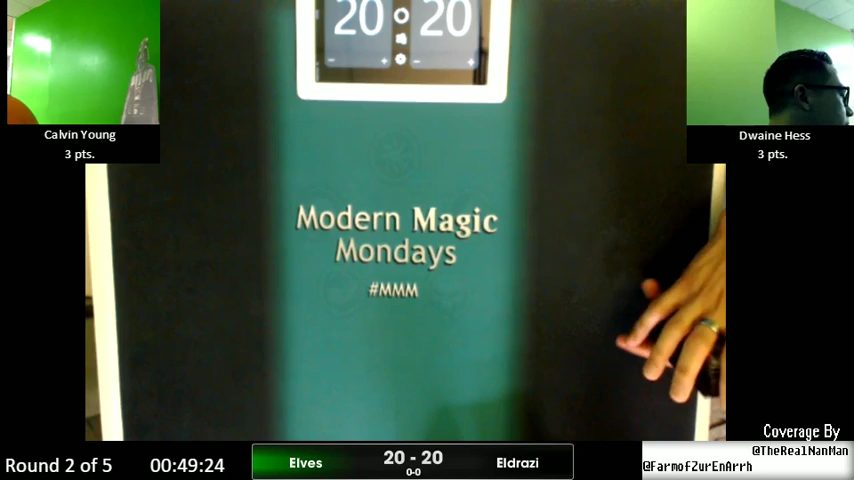 20 20
- + - +
Calvin Young
3 pts.
Dwaine Hess
3 pts.
Modern Magic
Mondays
#MMM
Coverage By
@TheRealNanMan
@FarmofZurEnArrh
Round 2 of 5
00:49:24
Elves
20 - 20
0-0
Eldrazi